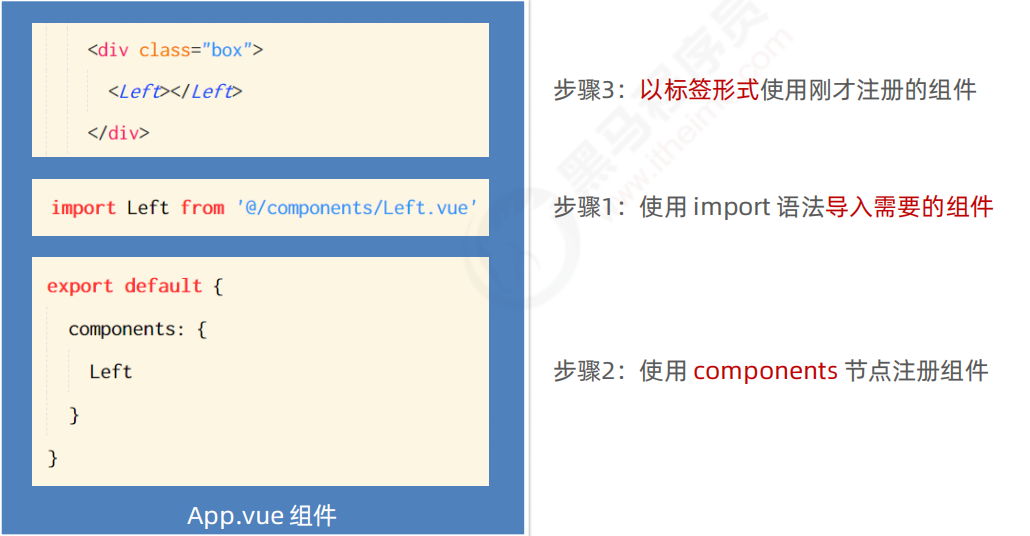 <div class="box">
<Left></Left>
</div>
步骤3：以标签形式使用刚才注册的组件
import Left from '@/components/Left.vue'
步骤1：使用 import 语法导入需要的组件
export default {
components: {
Left
}
}
步骤2：使用 components 节点注册组件
App.vue 组件
黑马程序员
www.itheima.com